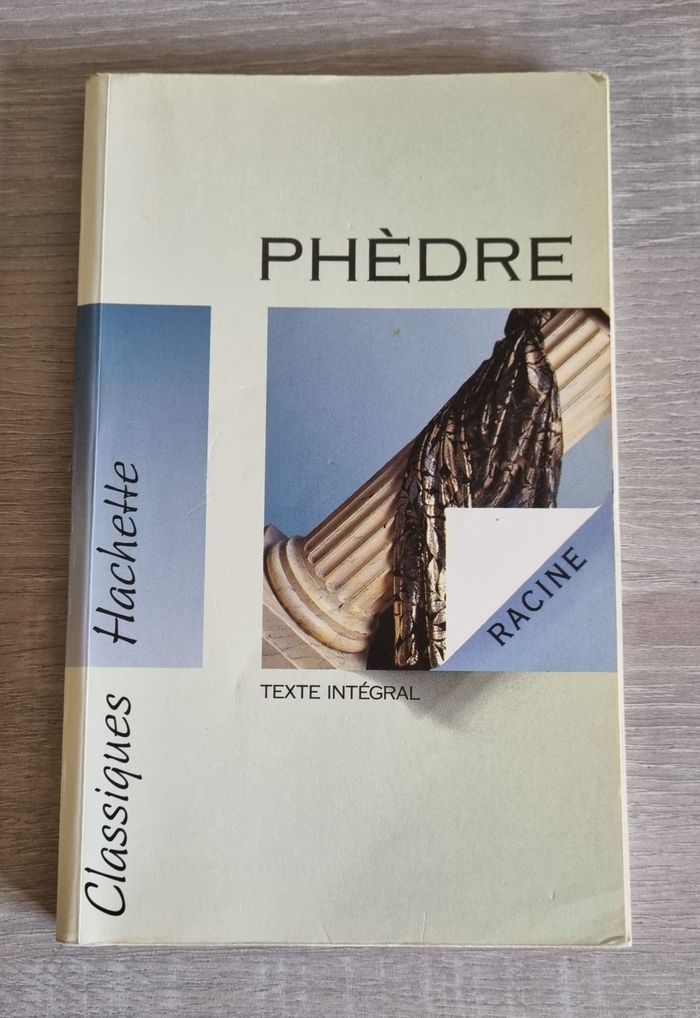 PHÈDRE
RACINE
TEXTE INTÉGRAL
Classiques Hachette